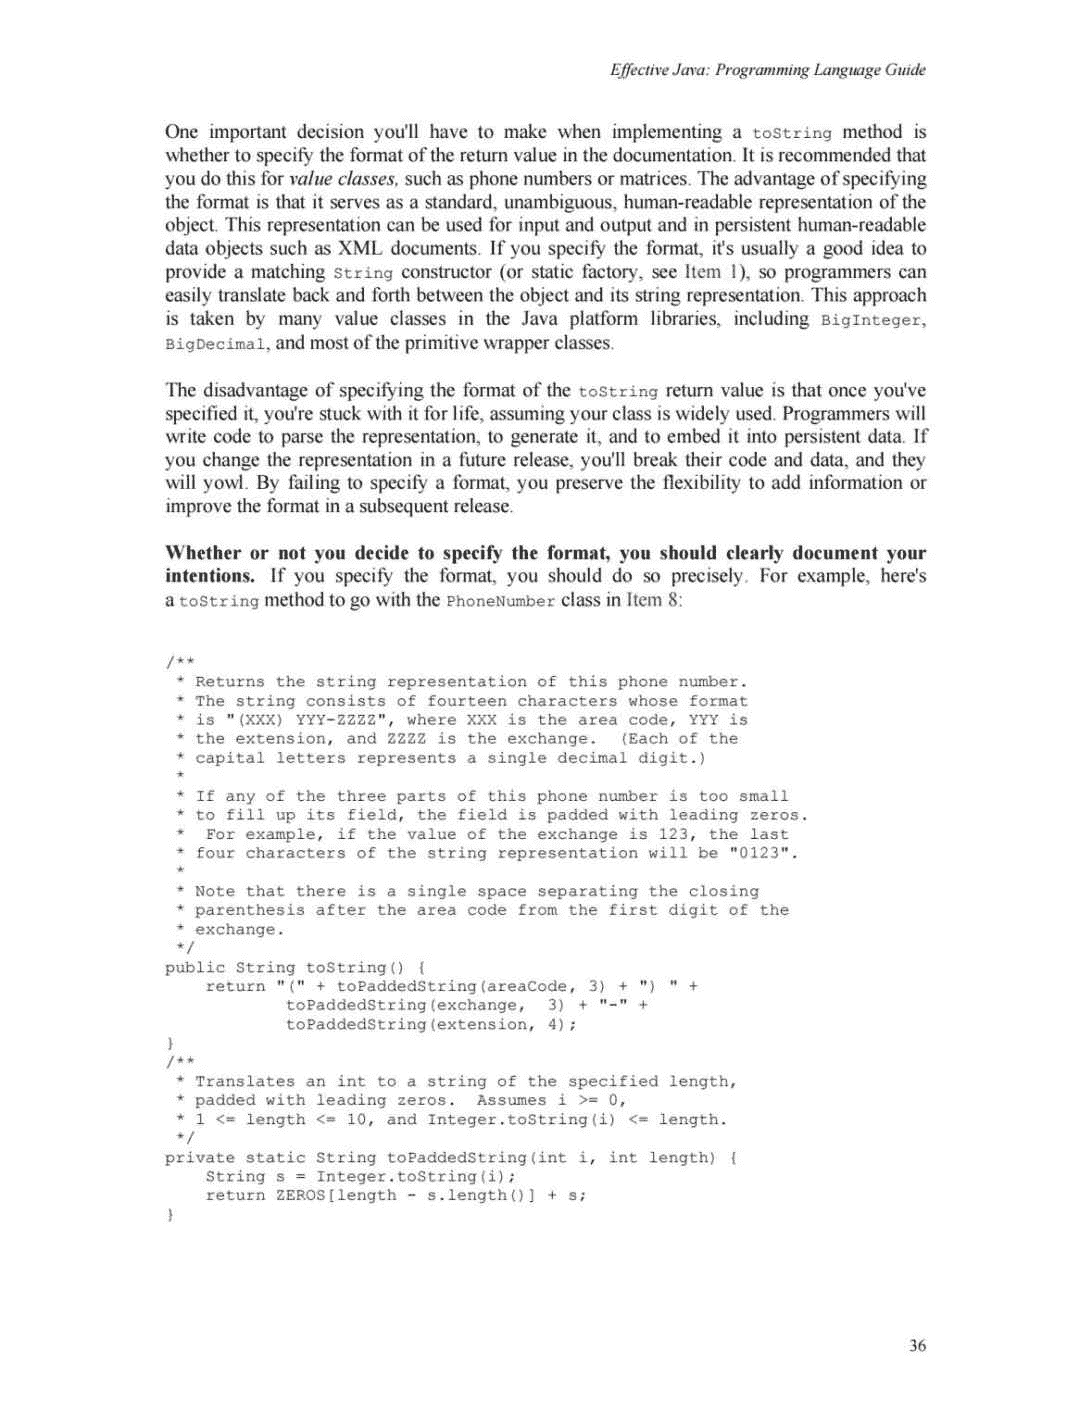 Effective Java: Programming Language Guide
One important decision you'll have to make when implementing a toString method is
whether to specify the format of the return value in the documentation. It is recommended that
you do this for value classes, such as phone numbers or matrices. The advantage of specifying
the format is that it serves as a standard, unambiguous, human-readable representation of the
object. This representation can be used for input and output and in persistent human-readable
data objects such as XML documents. If you specify the format, it's usually a good idea to
provide a matching String constructor (or static factory, see Item 1), so programmers can
easily translate back and forth between the object and its string representation. This approach
is taken by many value classes in the Java platform libraries, including BigInteger,
BigDecimal, and most of the primitive wrapper classes.
The disadvantage of specifying the format of the toString return value is that once you've
specified it, you're stuck with it for life, assuming your class is widely used. Programmers will
write code to parse the representation, to generate it, and to embed it into persistent data. If
you change the representation in a future release, you'll break their code and data, and they
will yowl. By failing to specify a format, you preserve the flexibility to add information or
improve the format in a subsequent release.
Whether or not you decide to specify the format, you should clearly document your
intentions. If you specify the format, you should do so precisely. For example, here's
a toString method to go with the PhoneNumber class in Item 8:
/**
 * Returns the string representation of this phone number.
 * The string consists of fourteen characters whose format
 * is "(XXX) YYY-ZZZZ", where XXX is the area code, YYY is
 * the extension, and ZZZZ is the exchange.  (Each of the
 * capital letters represents a single decimal digit.)
 *
 * If any of the three parts of this phone number is too small
 * to fill up its field, the field is padded with leading zeros.
 *  For example, if the value of the exchange is 123, the last
 * four characters of the string representation will be "0123".
 *
 * Note that there is a single space separating the closing
 * parenthesis after the area code from the first digit of the
 * exchange.
 */
public String toString() {
    return "(" + toPaddedString(areaCode, 3) + ") " +
            toPaddedString(exchange,  3) + "-" +
            toPaddedString(extension, 4);
}
/**
 * Translates an int to a string of the specified length,
 * padded with leading zeros.  Assumes i >= 0,
 * 1 <= length <= 10, and Integer.toString(i) <= length.
 */
private static String toPaddedString(int i, int length) {
    String s = Integer.toString(i);
    return ZEROS[length - s.length()] + s;
}
36